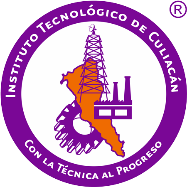 ®
INSTITUTO TECNOLÓGICO DE CULIACÁN
CON LA TÉCNICA AL PROGRESO